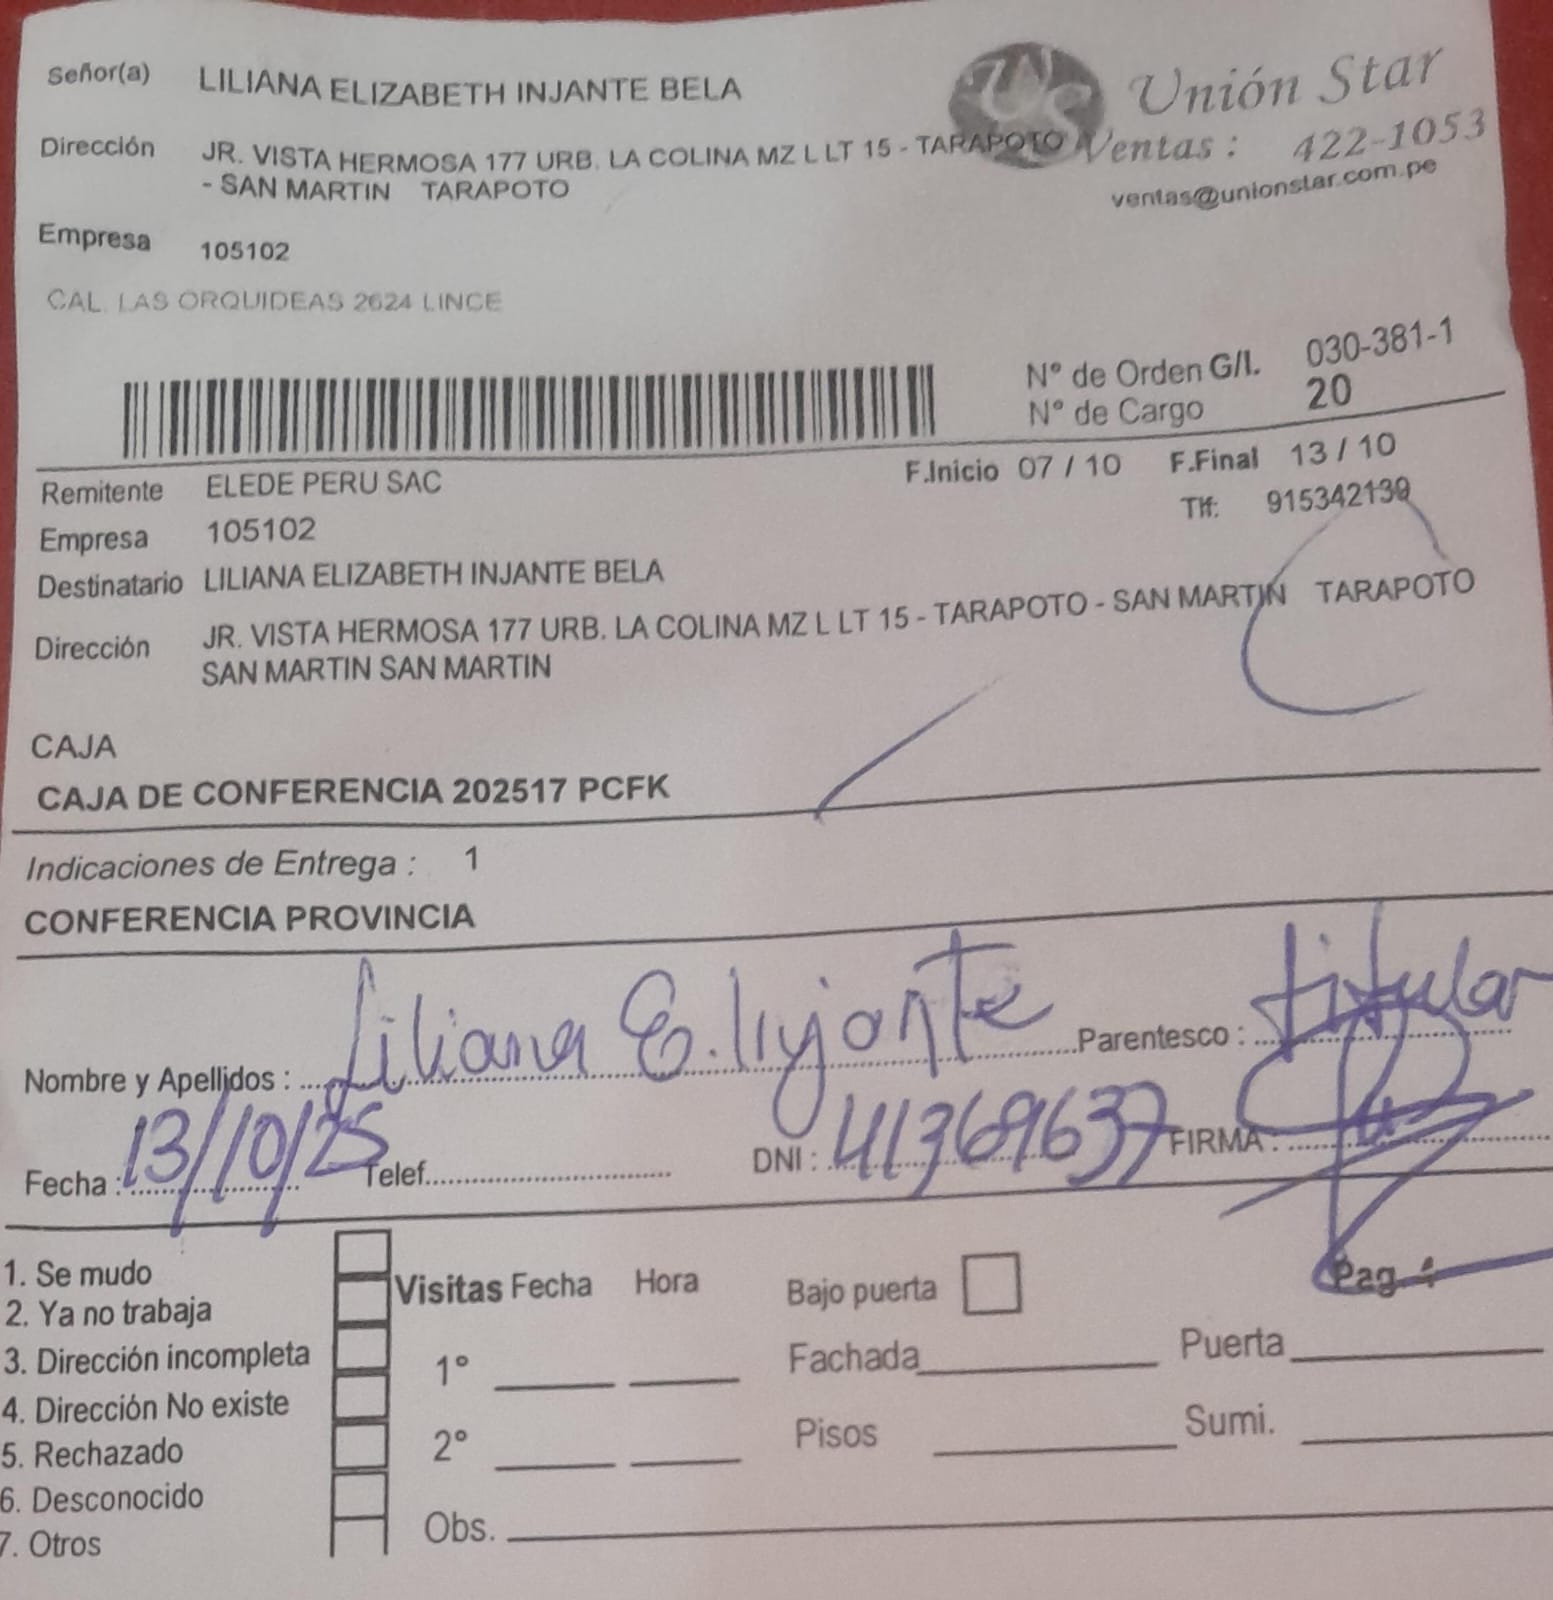 Señor(a) LILIANA ELIZABETH INJANTE BELA
Unión Star
Dirección JR. VISTA HERMOSA 177 URB. LA COLINA MZ L LT 15 - TARAPOTO
- SAN MARTIN TARAPOTO
Ventas : 422-1053
ventas@unionstar.com.pe
Empresa 105102
CAL. LAS ORQUIDEAS 2624 LINCE
N° de Orden G/I. 030-381-1
N° de Cargo 20
Remitente ELEDE PERU SAC
F.Inicio 07 / 10 F.Final 13 / 10
Empresa 105102
Tlf: 915342139
Destinatario LILIANA ELIZABETH INJANTE BELA
Dirección JR. VISTA HERMOSA 177 URB. LA COLINA MZ L LT 15 - TARAPOTO - SAN MARTIN TARAPOTO
SAN MARTIN SAN MARTIN
CAJA
CAJA DE CONFERENCIA 202517 PCFK
Indicaciones de Entrega : 1
CONFERENCIA PROVINCIA
Nombre y Apellidos : Liliana E. Injante Parentesco : titular
Fecha : 13/10/25 Telef. DNI : 41369637 FIRMA :
1. Se mudo
2. Ya no trabaja
3. Dirección incompleta
4. Dirección No existe
5. Rechazado
6. Desconocido
7. Otros
Visitas Fecha Hora
1°
2°
Obs.
Bajo puerta
Pag.
Fachada Puerta
Pisos Sumi.